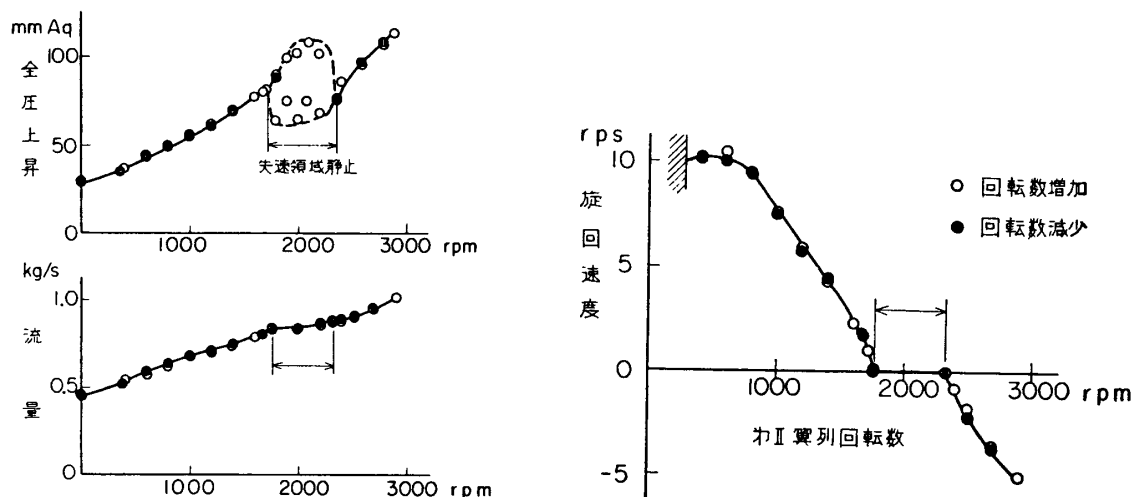 mm Aq
全圧上昇
100
50
0
失速領域静止
1000
2000
3000
rpm
kg/s
流量
1.0
0.5
0
1000
2000
3000
rpm
rps
旋回速度
10
5
0
-5
○ 回転数増加
● 回転数減少
1000
2000
3000
rpm
才Ⅱ翼列回転数